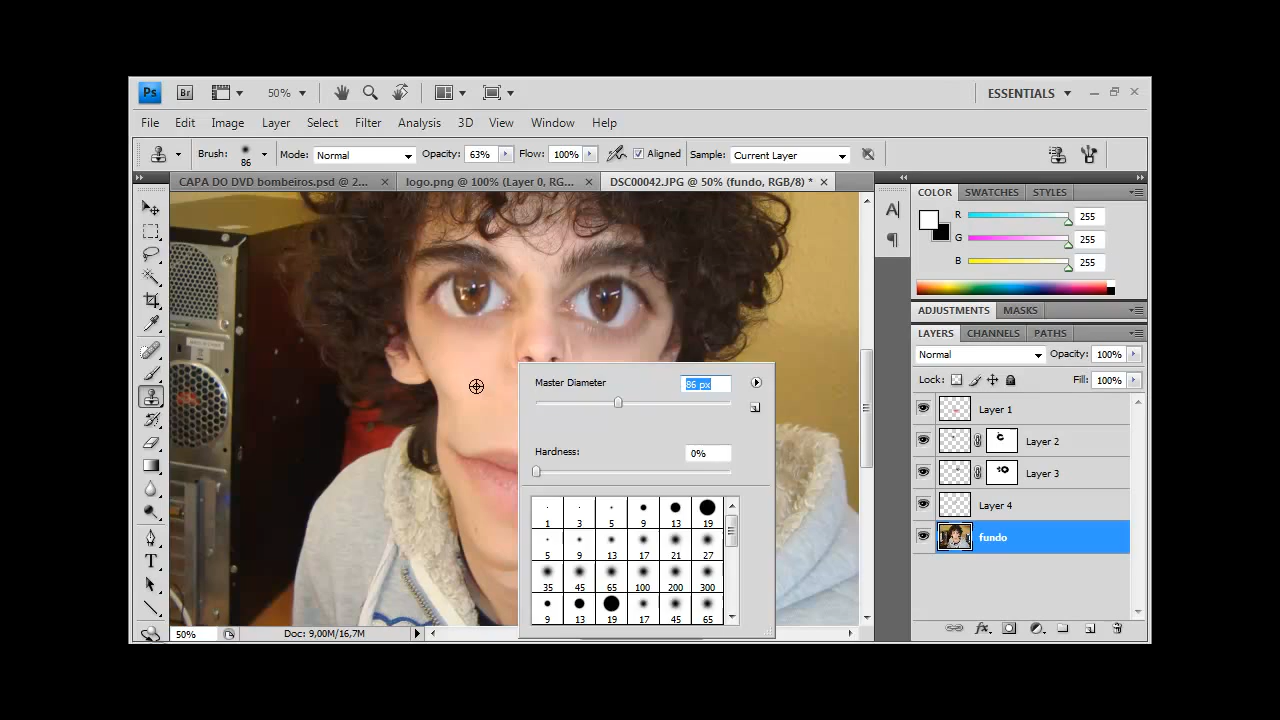 Ps Br 50% ESSENTIALS
File Edit Image Layer Select Filter Analysis 3D View Window Help
Brush: 86 Mode: Normal Opacity: 63% Flow: 100% Aligned Sample: Current Layer
CAPA DO DVD bombeiros.psd @ 2... logo.png @ 100% (Layer 0, RG... DSC00042.JPG @ 50% (fundo, RGB/8) *
COLOR SWATCHES STYLES
R 255
G 255
B 255
ADJUSTMENTS MASKS
LAYERS CHANNELS PATHS
Normal Opacity: 100%
Lock: Fill: 100%
Layer 1
Layer 2
Layer 3
Layer 4
fundo
Master Diameter 86 px
Hardness: 0%
1 3 5 9 13 19
5 9 13 17 21 27
35 45 65 100 200 300
9 13 19 17 45 65
50% Doc: 9,00M/16,7M